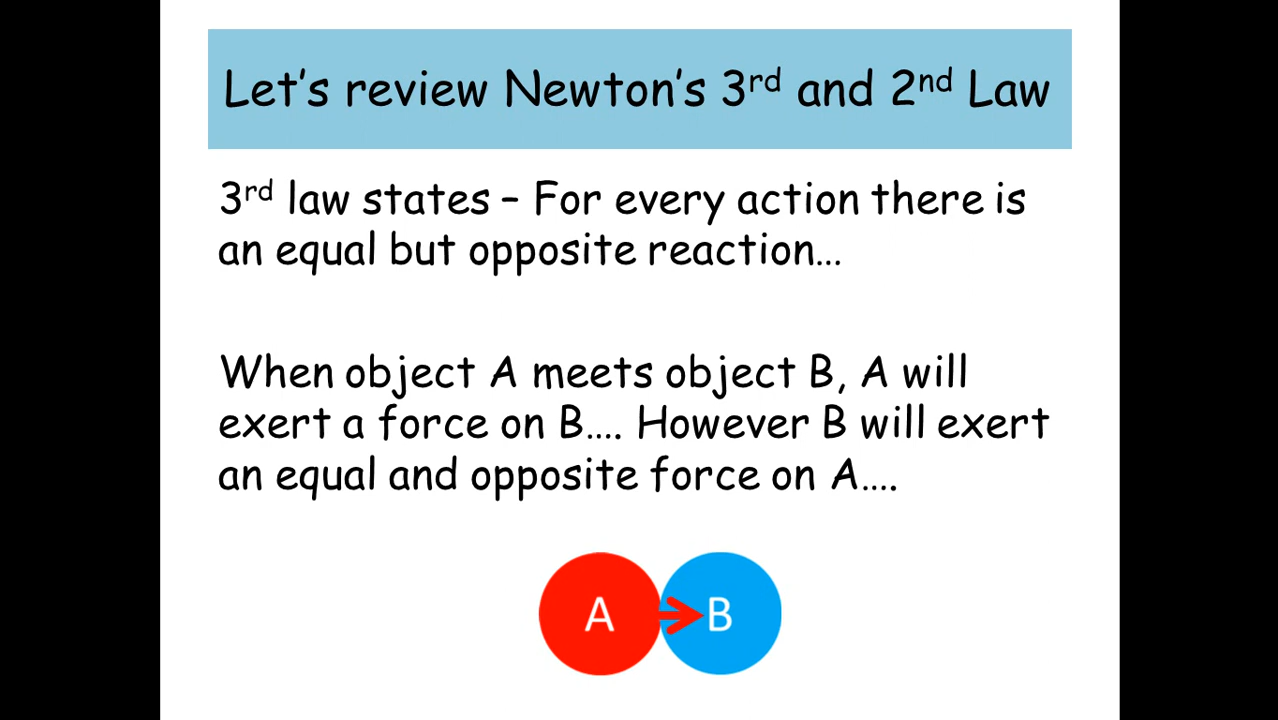 Let's review Newton's 3rd and 2nd Law
3rd law states – For every action there is
an equal but opposite reaction...
When object A meets object B, A will
exert a force on B.... However B will exert
an equal and opposite force on A....
A B